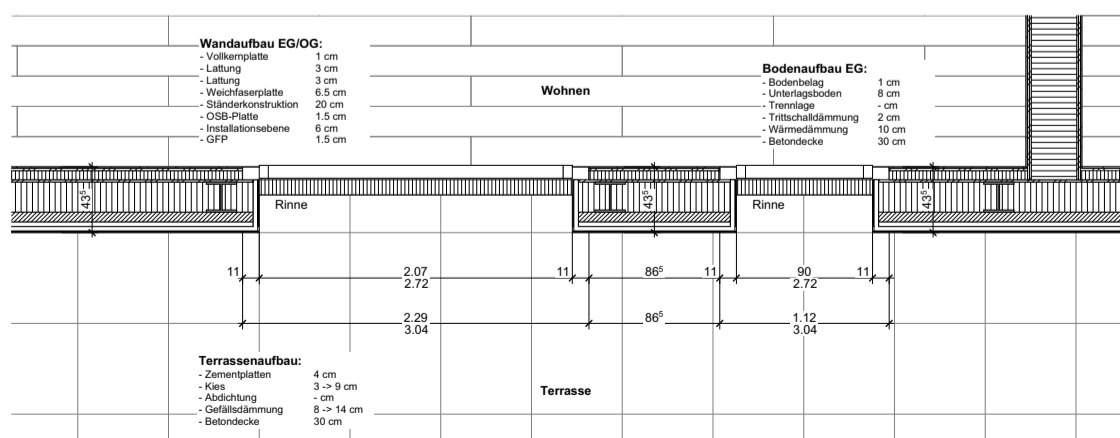 Wandaufbau EG/OG:
- Vollkernplatte 1 cm
- Lattung 3 cm
- Lattung 3 cm
- Weichfaserplatte 6.5 cm
- Ständerkonstruktion 20 cm
- OSB-Platte 1.5 cm
- Installationsebene 6 cm
- GFP 1.5 cm
Wohnen
Bodenaufbau EG:
- Bodenbelag 1 cm
- Unterlagsboden 8 cm
- Trennlage - cm
- Trittschalldämmung 2 cm
- Wärmedämmung 10 cm
- Betondecke 30 cm
43⁵
Rinne
43⁵
Rinne
43⁵
11 2.07 11 86⁵ 11 90 11
2.72 2.72
2.29 86⁵ 1.12
3.04 3.04
Terrassenaufbau:
- Zementplatten 4 cm
- Kies 3 -> 9 cm
- Abdichtung - cm
- Gefällsdämmung 8 -> 14 cm
- Betondecke 30 cm
Terrasse